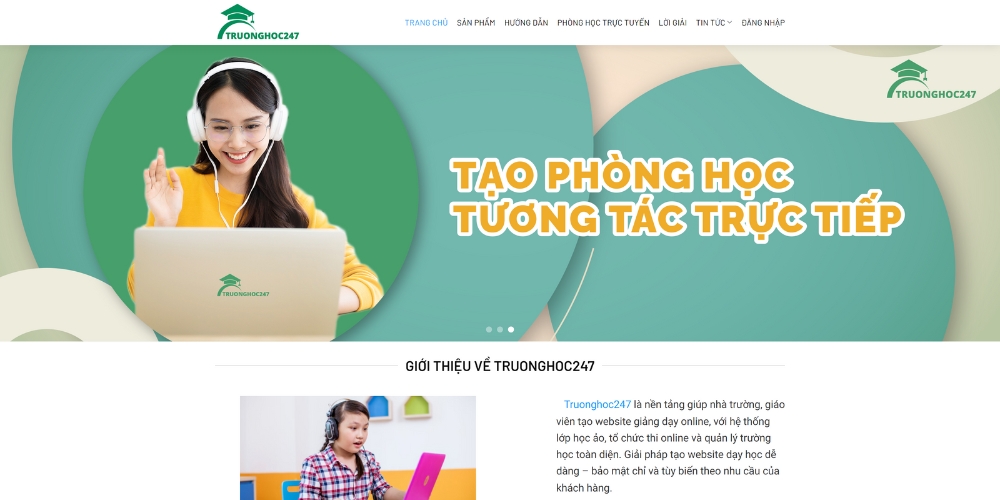 TRUONGHOC247
TRANG CHỦ SẢN PHẨM HƯỚNG DẪN PHÒNG HỌC TRỰC TUYẾN LỜI GIẢI TIN TỨC ĐĂNG NHẬP
TRUONGHOC247
TẠO PHÒNG HỌC
TƯƠNG TÁC TRỰC TIẾP
TRUONGHOC247
GIỚI THIỆU VỀ TRUONGHOC247
Truonghoc247 là nền tảng giúp nhà trường, giáo
viên tạo website giảng dạy online, với hệ thống
lớp học ảo, tổ chức thi online và quản lý trường
học toàn diện. Giải pháp tạo website dạy học dễ
dàng – bảo mật chỉ và tùy biến theo nhu cầu của
khách hàng.